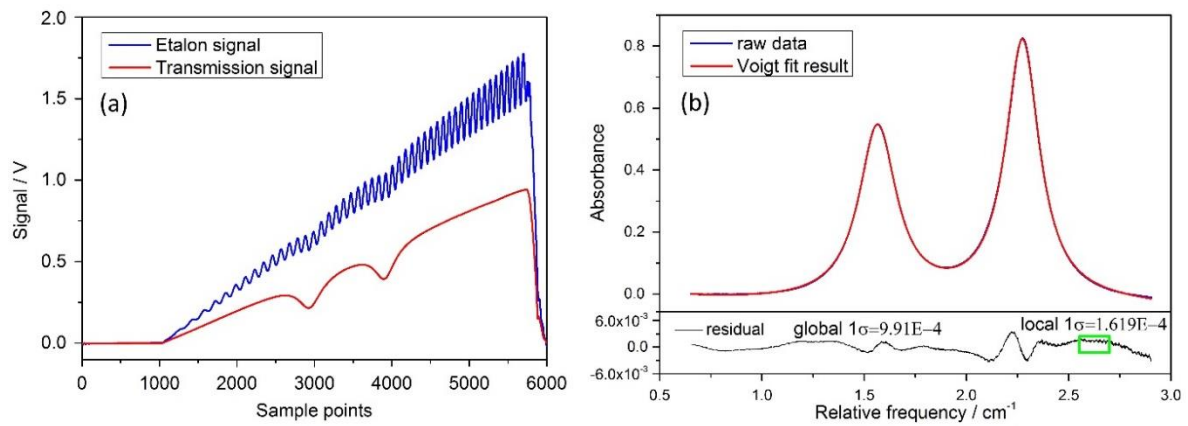 2.0
Etalon signal
Transmission signal
(a)
1.5
1.0
0.5
0.0
Signal / V
0 1000 2000 3000 4000 5000 6000
Sample points
raw data
Voigt fit result
(b)
0.8
0.6
0.4
0.2
0.0
Absorbance
6.0x10⁻³
0.0
-6.0x10⁻³
residual
global 1σ=9.91E−4
local 1σ=1.619E−4
0.5 1.0 1.5 2.0 2.5 3.0
Relative frequency / cm⁻¹